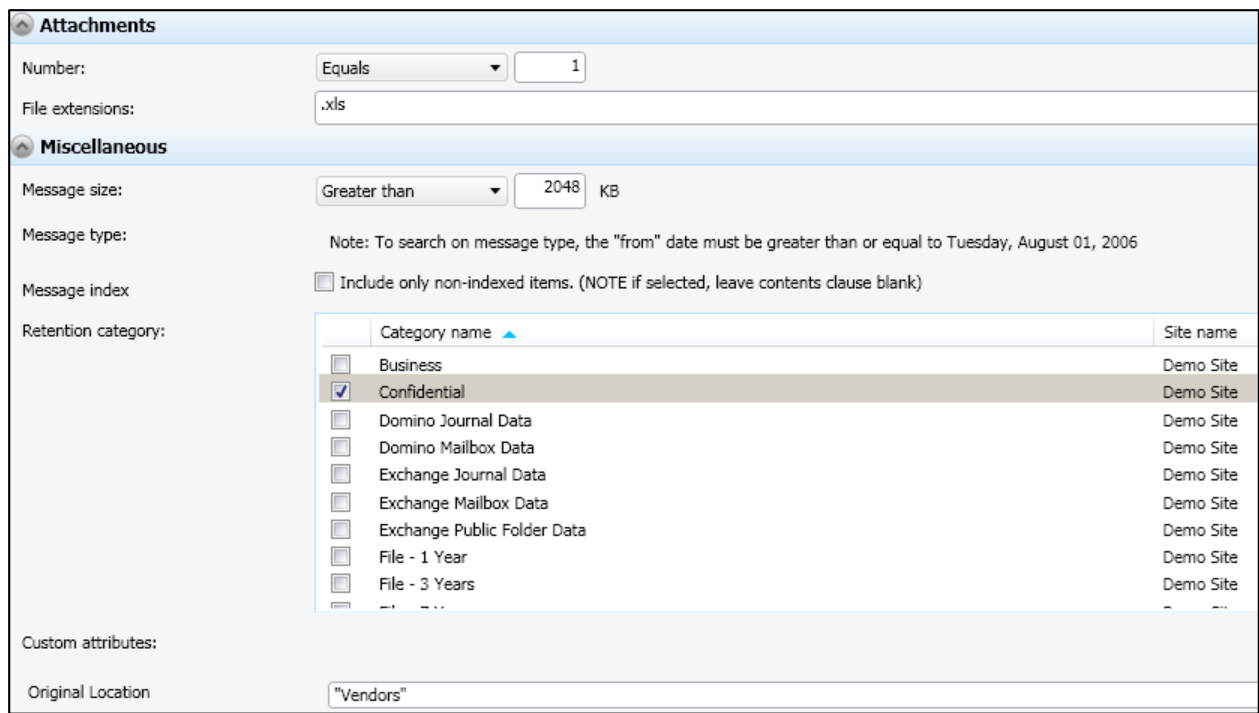 Attachments
Number: Equals 1
File extensions: .xls
Miscellaneous
Message size: Greater than 2048 KB
Message type: Note: To search on message type, the "from" date must be greater than or equal to Tuesday, August 01, 2006
Message index Include only non-indexed items. (NOTE if selected, leave contents clause blank)
Retention category: Category name Site name
Business Demo Site
Confidential Demo Site
Domino Journal Data Demo Site
Domino Mailbox Data Demo Site
Exchange Journal Data Demo Site
Exchange Mailbox Data Demo Site
Exchange Public Folder Data Demo Site
File - 1 Year Demo Site
File - 3 Years Demo Site
Custom attributes:
Original Location "Vendors"